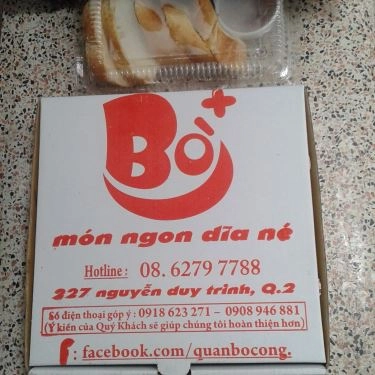 Bò+
món ngon dĩa né
Hotline: 08. 6279 7788
227 nguyễn duy trinh, Q.2
Số điện thoại góp ý : 0918 623 271 – 0908 946 881
(Ý kiến của Quý Khách sẽ giúp chúng tôi hoàn thiện hơn)
f : facebook.com/quanbocong.